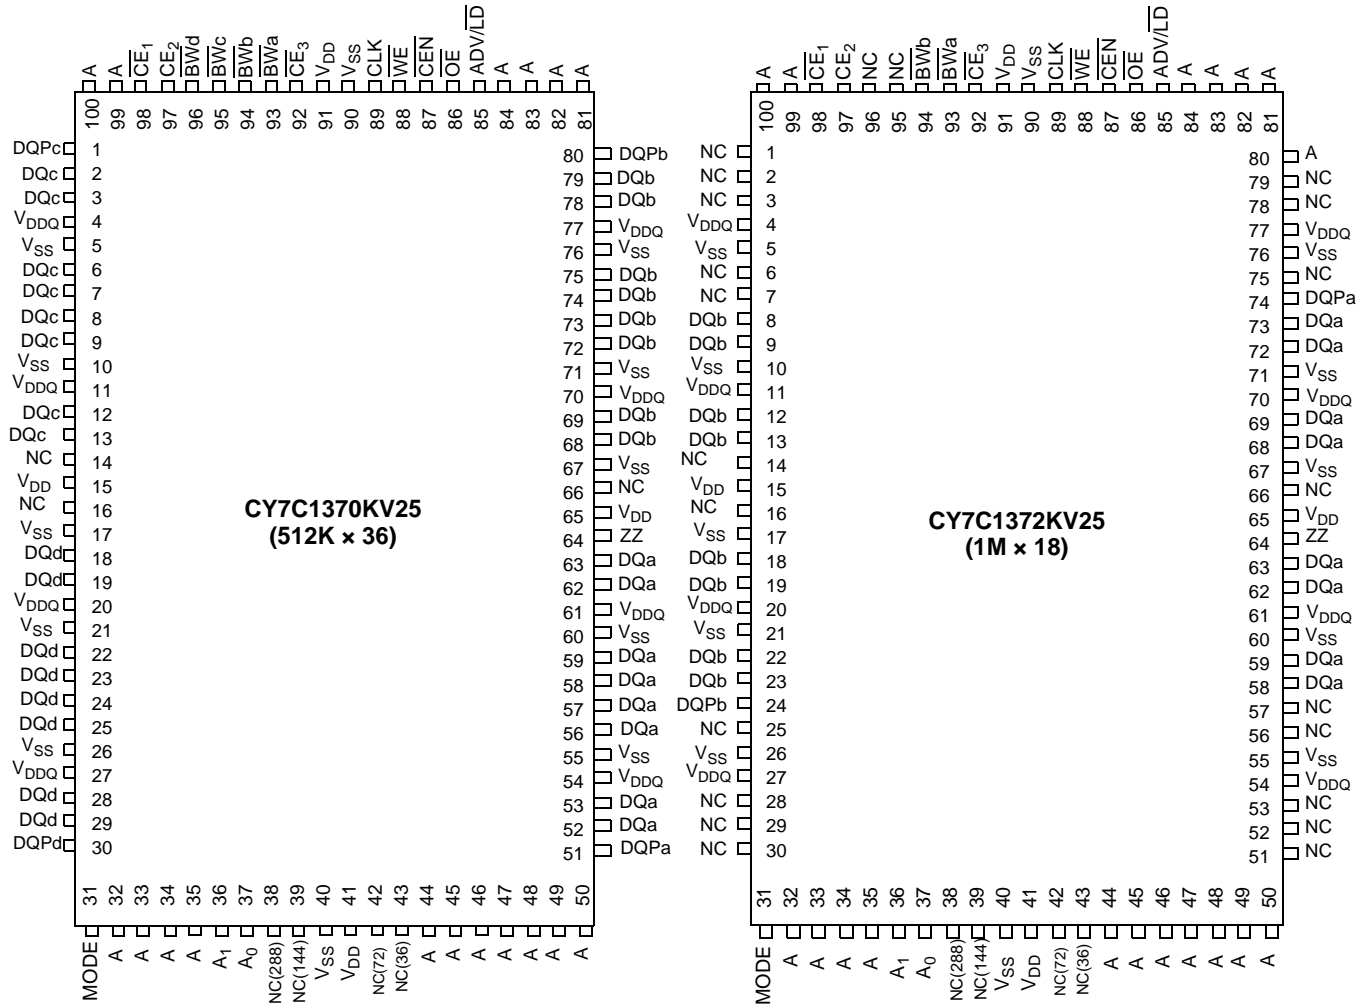 A A CE1 CE2 BWd BWc BWb BWa CE3 VDD VSS CLK WE CEN OE ADV/LD A A A A
100 99 98 97 96 95 94 93 92 91 90 89 88 87 86 85 84 83 82 81
DQPc 1
DQc 2
DQc 3
VDDQ 4
VSS 5
DQc 6
DQc 7
DQc 8
DQc 9
VSS 10
VDDQ 11
DQc 12
DQc 13
NC 14
VDD 15
NC 16
VSS 17
DQd 18
DQd 19
VDDQ 20
VSS 21
DQd 22
DQd 23
DQd 24
DQd 25
VSS 26
VDDQ 27
DQd 28
DQd 29
DQPd 30
CY7C1370KV25
(512K × 36)
80 DQPb
79 DQb
78 DQb
77 VDDQ
76 VSS
75 DQb
74 DQb
73 DQb
72 DQb
71 VSS
70 VDDQ
69 DQb
68 DQb
67 VSS
66 NC
65 VDD
64 ZZ
63 DQa
62 DQa
61 VDDQ
60 VSS
59 DQa
58 DQa
57 DQa
56 DQa
55 VSS
54 VDDQ
53 DQa
52 DQa
51 DQPa
31 32 33 34 35 36 37 38 39 40 41 42 43 44 45 46 47 48 49 50
MODE A A A A A1 A0 NC(288) NC(144) VSS VDD NC(72) NC(36) A A A A A A A
A A CE1 CE2 NC NC BWb BWa CE3 VDD VSS CLK WE CEN OE ADV/LD A A A A
100 99 98 97 96 95 94 93 92 91 90 89 88 87 86 85 84 83 82 81
NC 1
NC 2
NC 3
VDDQ 4
VSS 5
NC 6
NC 7
DQb 8
DQb 9
VSS 10
VDDQ 11
DQb 12
DQb 13
NC 14
VDD 15
NC 16
VSS 17
DQb 18
DQb 19
VDDQ 20
VSS 21
DQb 22
DQb 23
DQPb 24
NC 25
VSS 26
VDDQ 27
NC 28
NC 29
NC 30
CY7C1372KV25
(1M × 18)
80 A
79 NC
78 NC
77 VDDQ
76 VSS
75 NC
74 DQPa
73 DQa
72 DQa
71 VSS
70 VDDQ
69 DQa
68 DQa
67 VSS
66 NC
65 VDD
64 ZZ
63 DQa
62 DQa
61 VDDQ
60 VSS
59 DQa
58 DQa
57 NC
56 NC
55 VSS
54 VDDQ
53 NC
52 NC
51 NC
31 32 33 34 35 36 37 38 39 40 41 42 43 44 45 46 47 48 49 50
MODE A A A A A1 A0 NC(288) NC(144) VSS VDD NC(72) NC(36) A A A A A A A